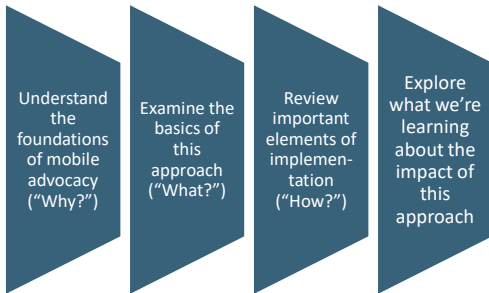 Understand
the
foundations
of mobile
advocacy
(“Why?”)
Examine the
basics of
this
approach
(“What?”)
Review
important
elements of
implemen-
tation
(“How?”)
Explore
what we’re
learning
about the
impact of
this
approach